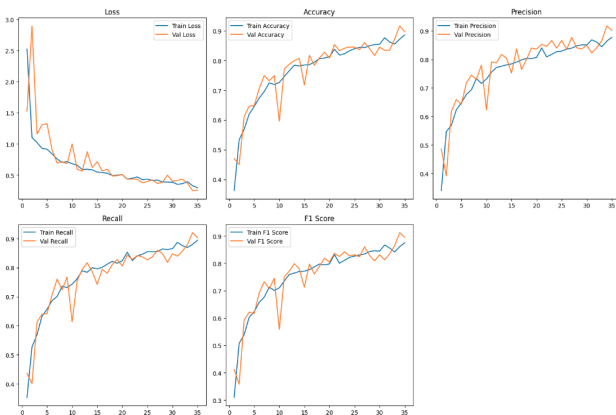 Loss
3.0
2.5
2.0
1.5
1.0
0.5
Train Loss
Val Loss
0 5 10 15 20 25 30 35
Accuracy
0.9
0.8
0.7
0.6
0.5
0.4
Train Accuracy
Val Accuracy
0 5 10 15 20 25 30 35
Precision
0.9
0.8
0.7
0.6
0.5
0.4
Train Precision
Val Precision
0 5 10 15 20 25 30 35
Recall
0.9
0.8
0.7
0.6
0.5
0.4
Train Recall
Val Recall
0 5 10 15 20 25 30 35
F1 Score
0.9
0.8
0.7
0.6
0.5
0.4
0.3
Train F1 Score
Val F1 Score
0 5 10 15 20 25 30 35